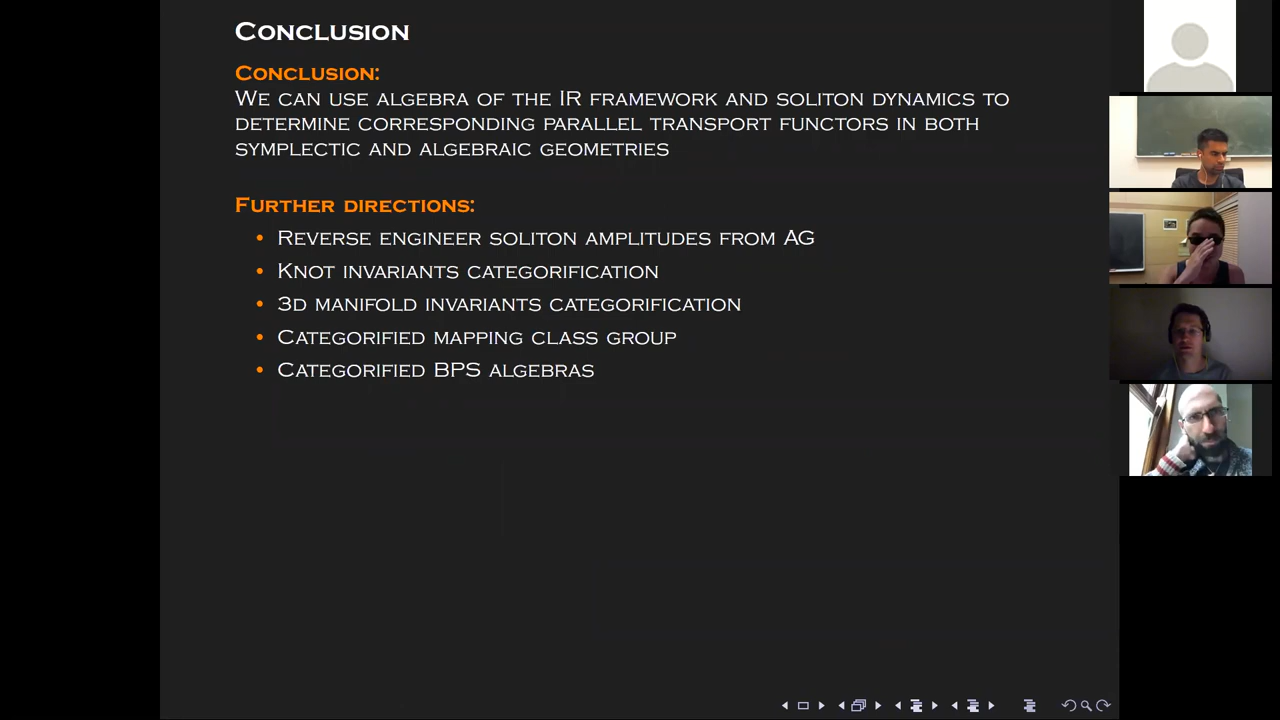 Conclusion
Conclusion:
We can use algebra of the IR framework and soliton dynamics to
determine corresponding parallel transport functors in both
symplectic and algebraic geometries
Further directions:
• Reverse engineer soliton amplitudes from AG
• Knot invariants categorification
• 3d manifold invariants categorification
• Categorified mapping class group
• Categorified BPS algebras